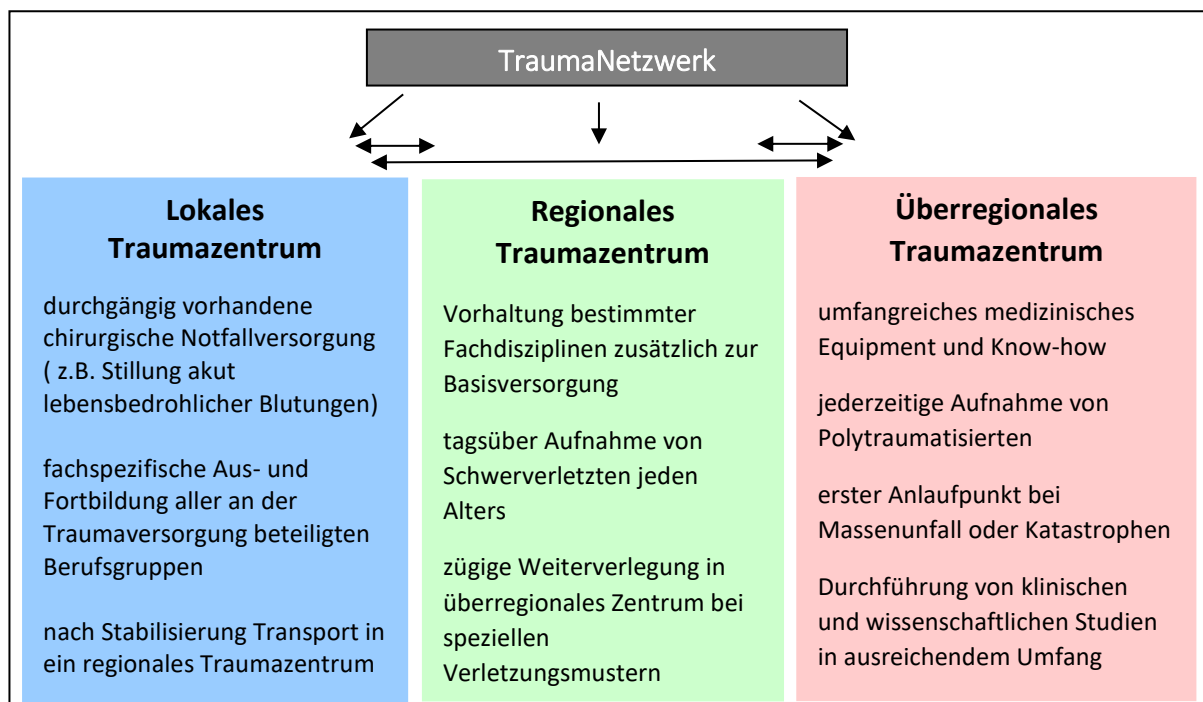 TraumaNetzwerk
Lokales
Traumazentrum
durchgängig vorhandene
chirurgische Notfallversorgung
( z.B. Stillung akut
lebensbedrohlicher Blutungen)
fachspezifische Aus- und
Fortbildung aller an der
Traumaversorgung beteiligten
Berufsgruppen
nach Stabilisierung Transport in
ein regionales Traumazentrum
Regionales
Traumazentrum
Vorhaltung bestimmter
Fachdisziplinen zusätzlich zur
Basisversorgung
tagsüber Aufnahme von
Schwerverletzten jeden
Alters
zügige Weiterverlegung in
überregionales Zentrum bei
speziellen
Verletzungsmustern
Überregionales
Traumazentrum
umfangreiches medizinisches
Equipment und Know-how
jederzeitige Aufnahme von
Polytraumatisierten
erster Anlaufpunkt bei
Massenunfall oder Katastrophen
Durchführung von klinischen
und wissenschaftlichen Studien
in ausreichendem Umfang